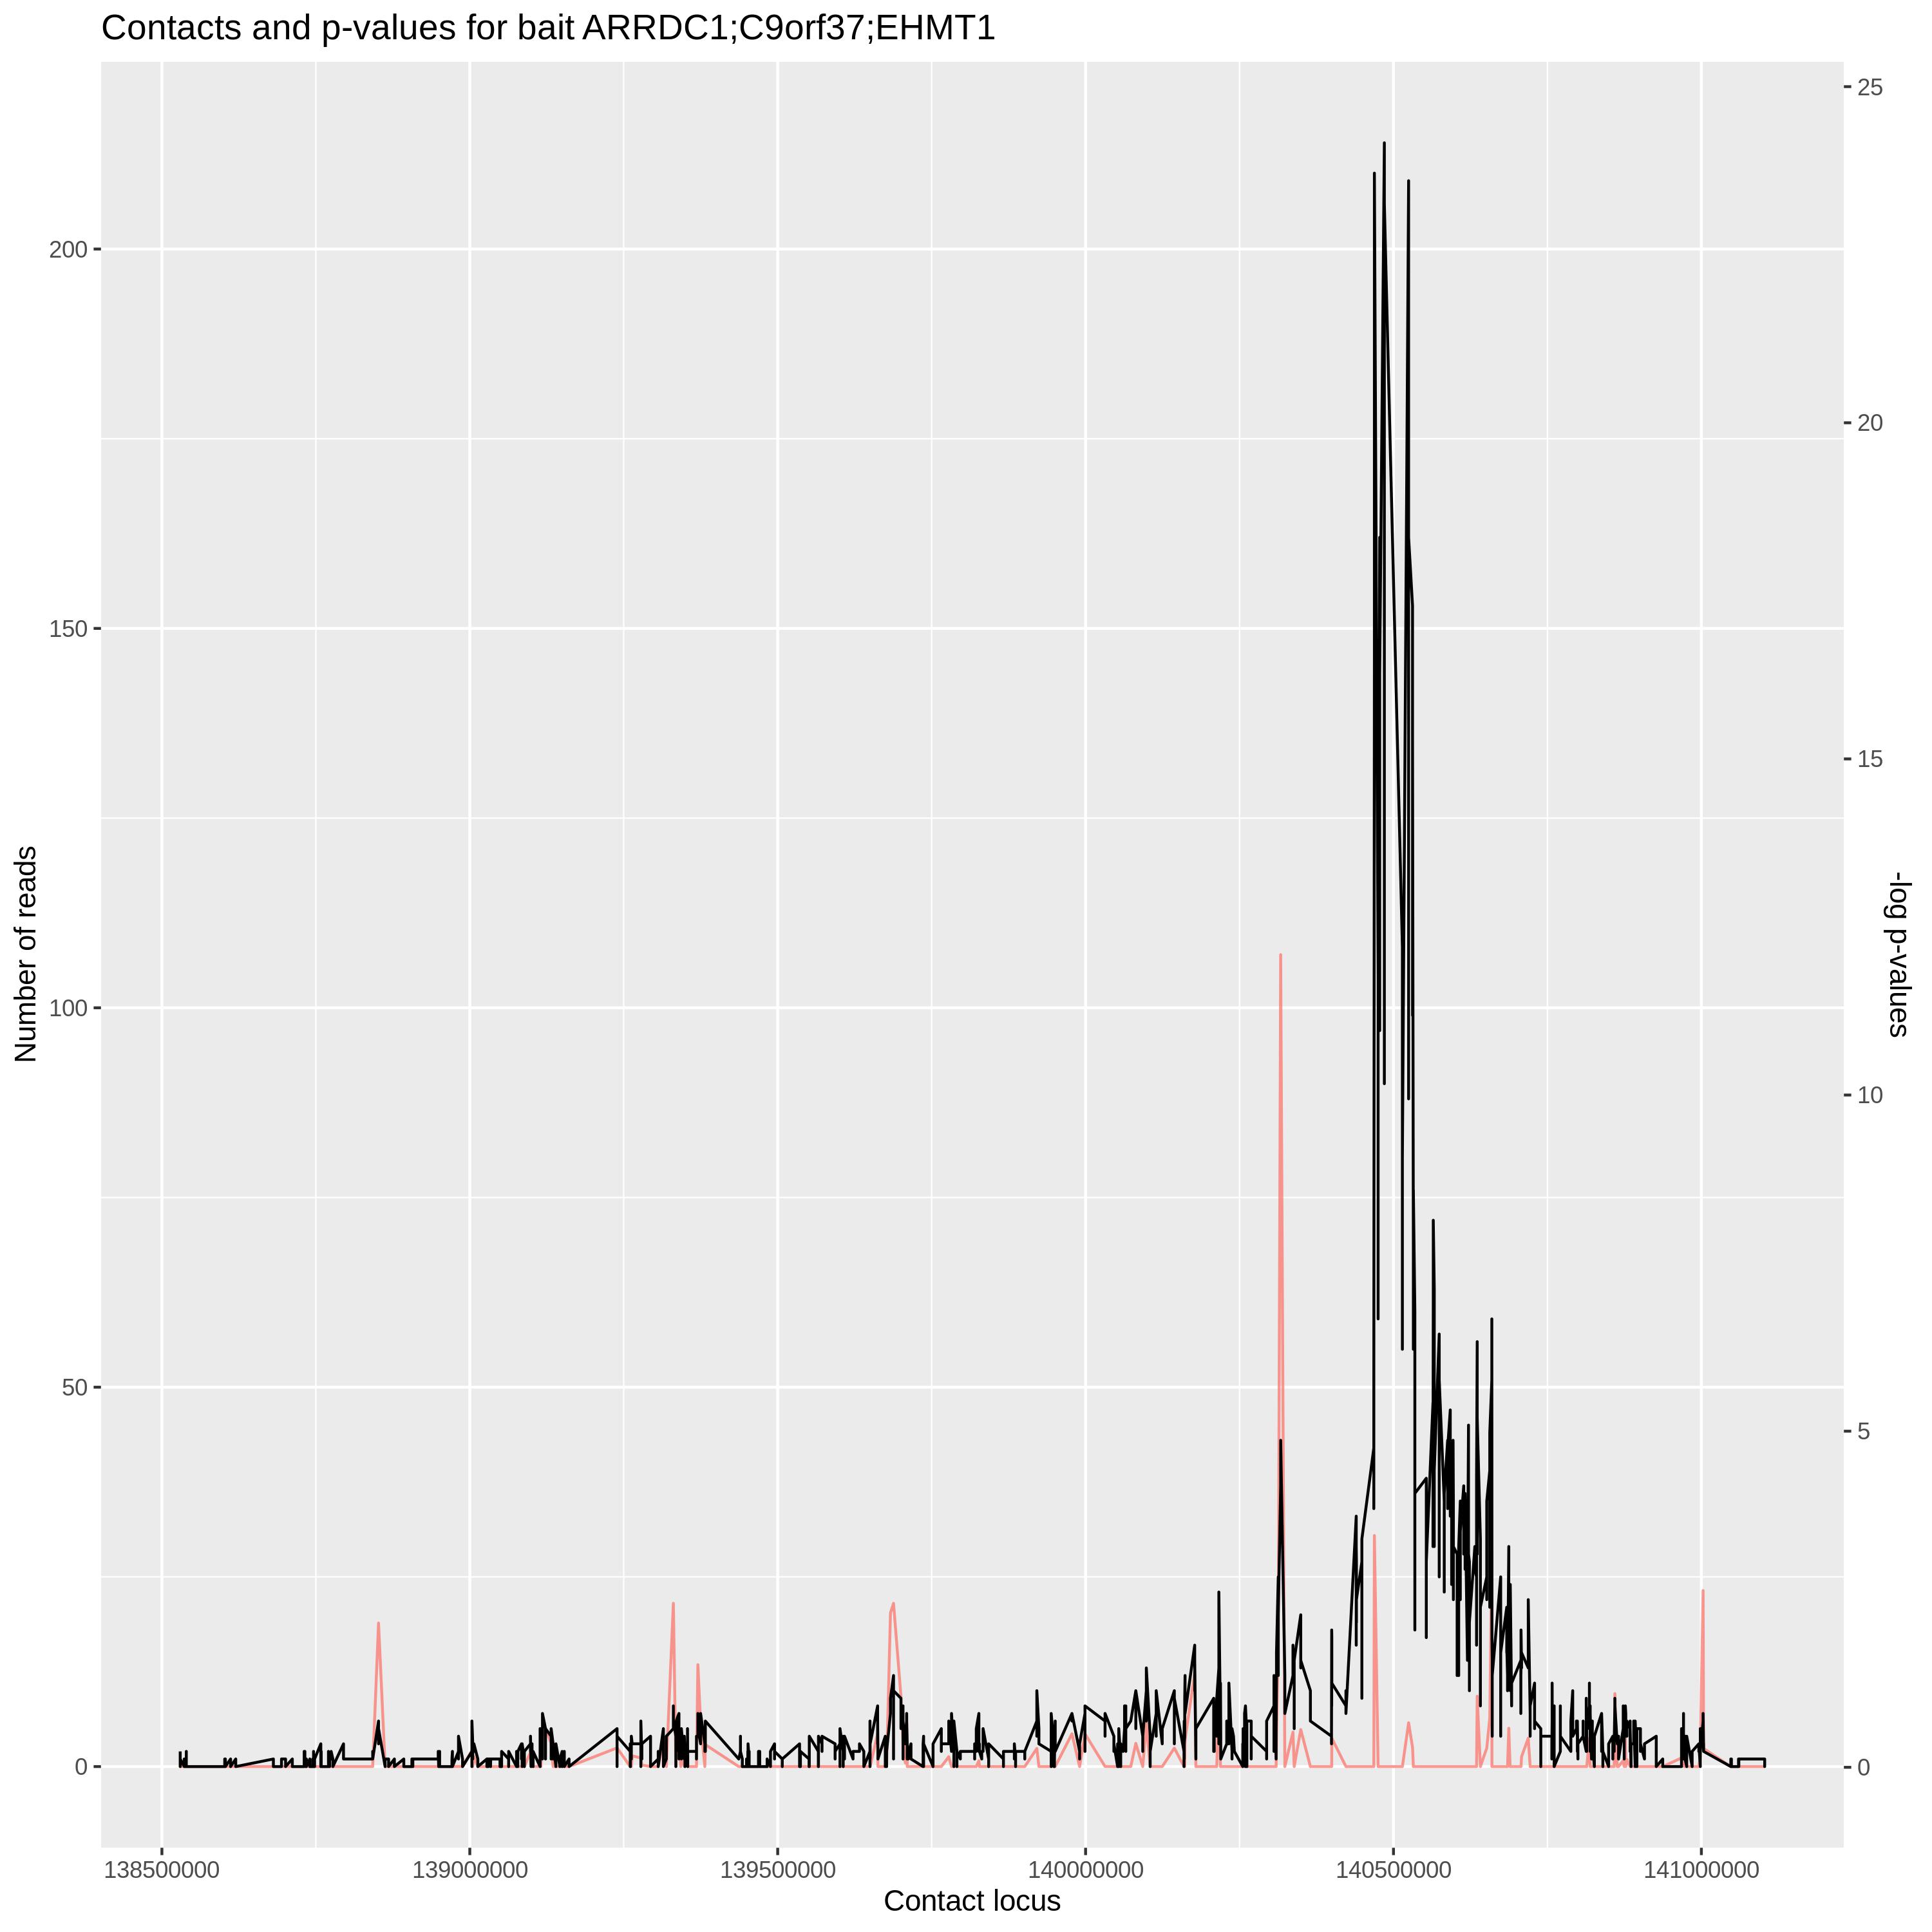 Contacts and p-values for bait ARRDC1;C9orf37;EHMT1
Number of reads
200
150
100
50
0
25
20
15
10
5
0
-log p-values
138500000 139000000 139500000 140000000 140500000 141000000
Contact locus